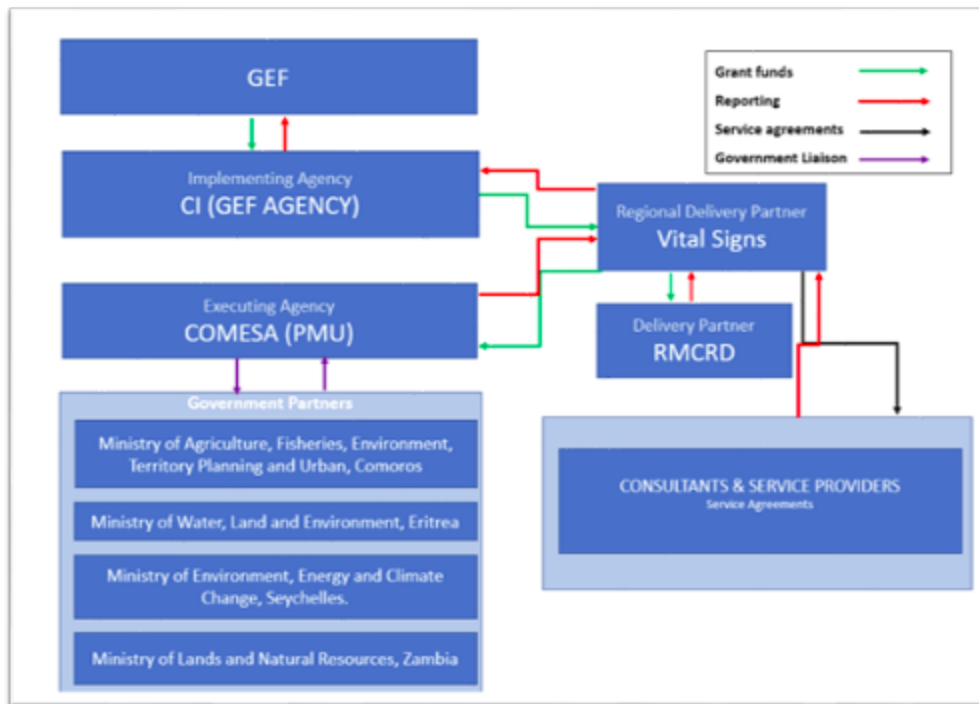 GEF
Implementing Agency
CI (GEF AGENCY)
Executing Agency
COMESA (PMU)
Government Partners
Ministry of Agriculture, Fisheries, Environment,
Territory Planning and Urban, Comoros
Ministry of Water, Land and Environment, Eritrea
Ministry of Environment, Energy and Climate
Change, Seychelles.
Ministry of Lands and Natural Resources, Zambia
Grant funds
Reporting
Service agreements
Government Liaison
Regional Delivery Partner
Vital Signs
Delivery Partner
RMCRD
CONSULTANTS & SERVICE PROVIDERS
Service Agreements